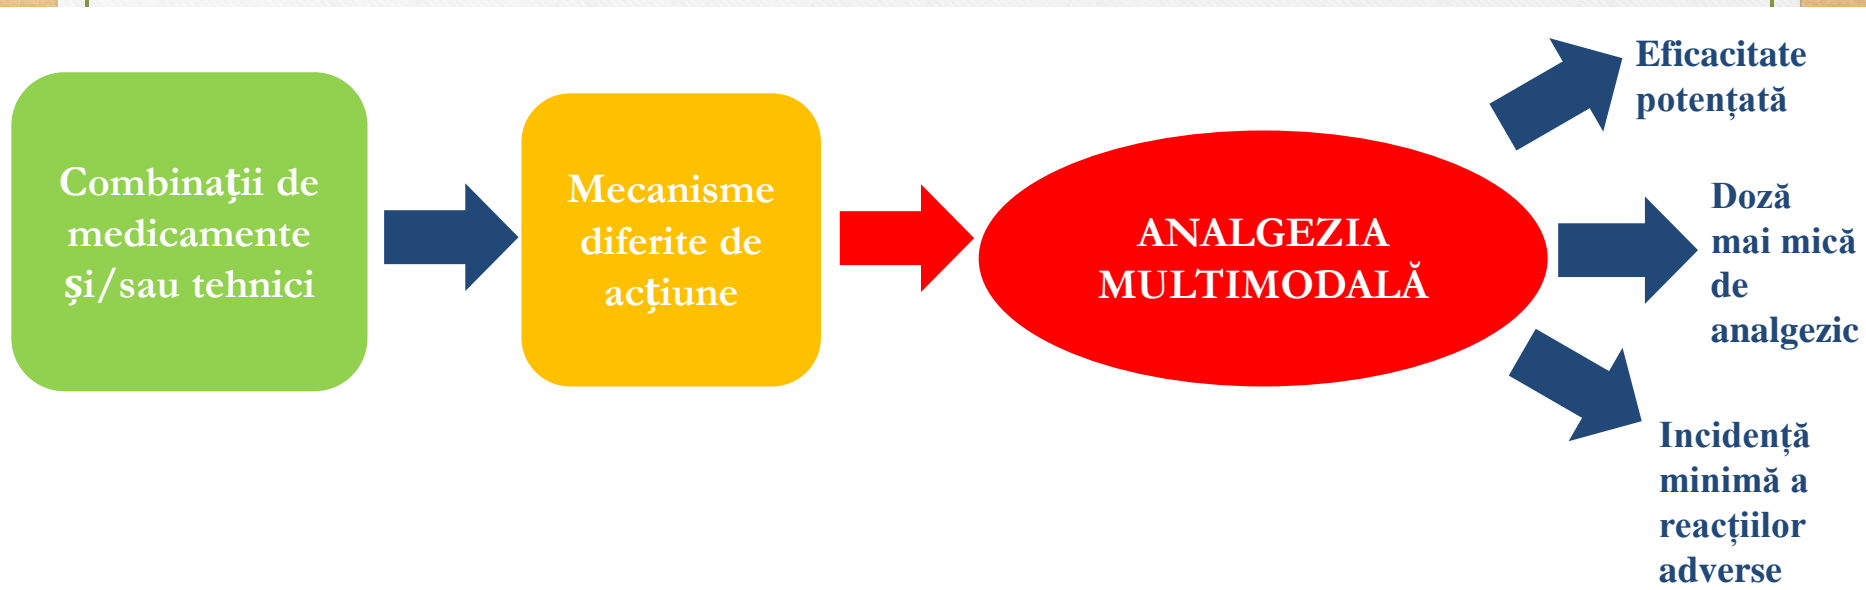 Combinații de
medicamente
și/sau tehnici
Mecanisme
diferite de
acțiune
ANALGEZIA
MULTIMODALĂ
Eficacitate
potențată
Doză
mai mică
de
analgezic
Incidență
minimă a
reacțiilor
adverse